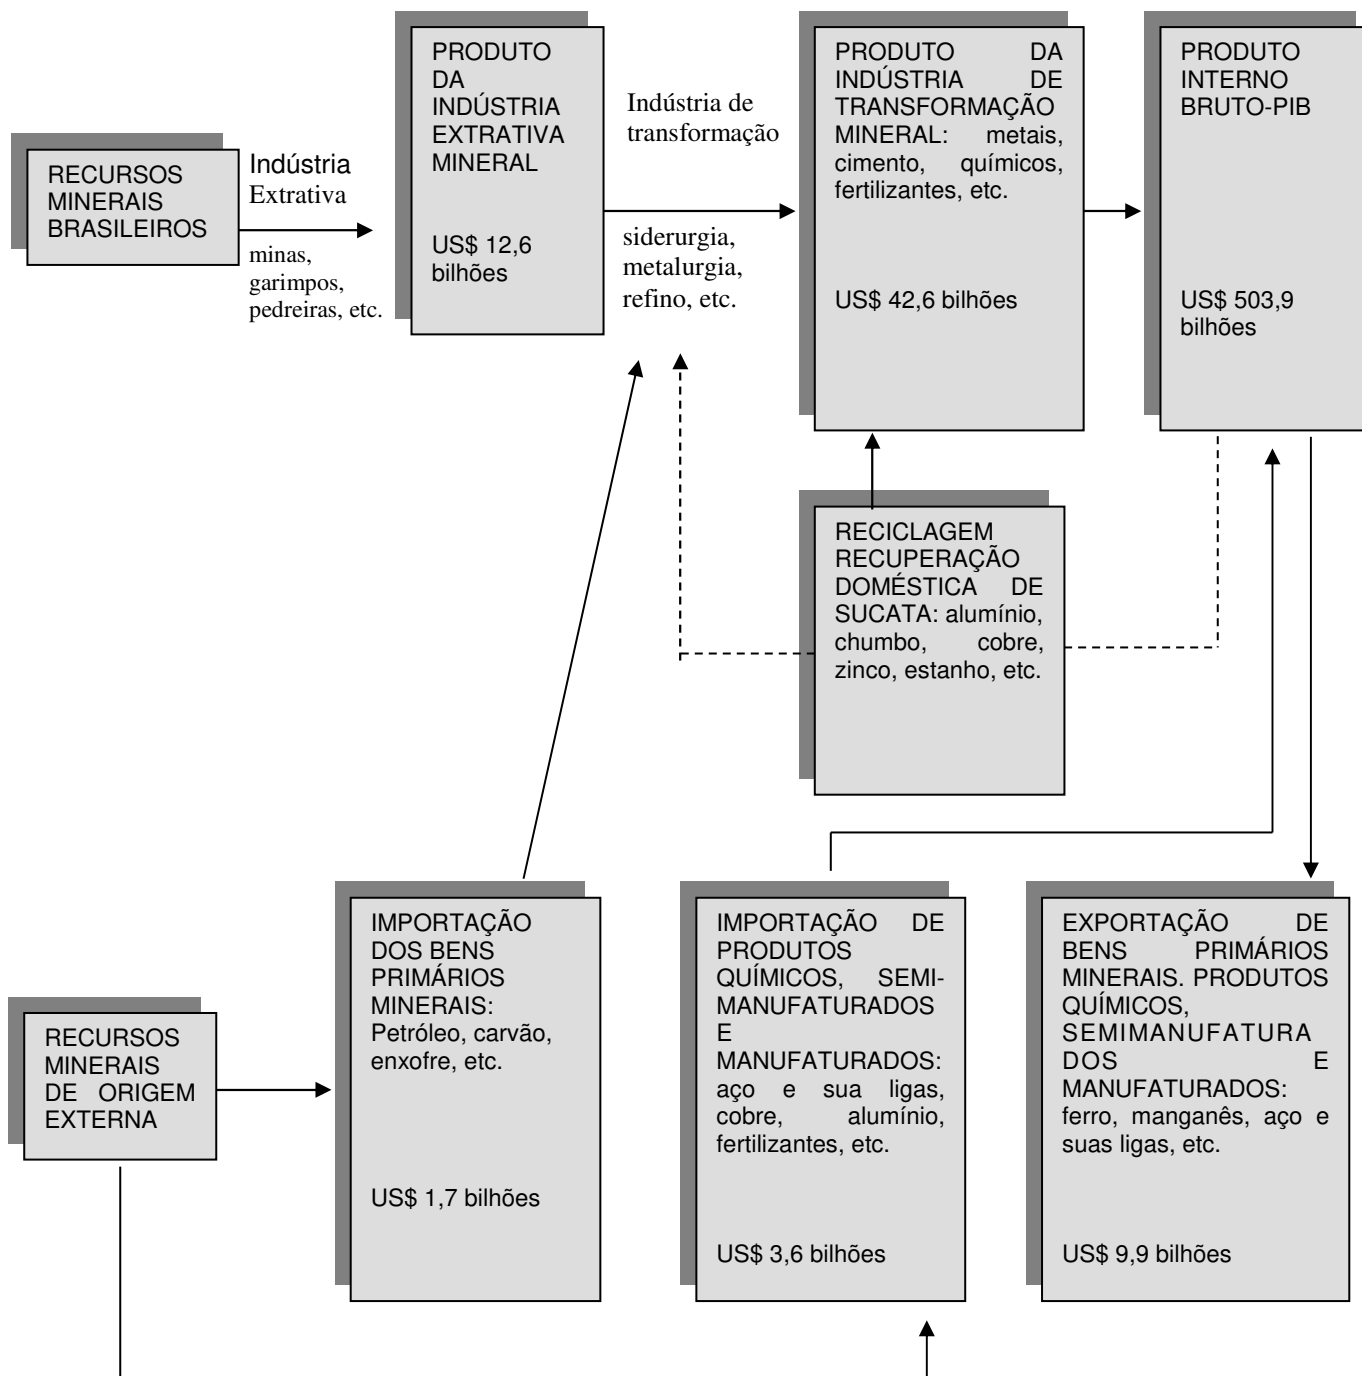 RECURSOS
MINERAIS
BRASILEIROS
Indústria
Extrativa
minas,
garimpos,
pedreiras, etc.
PRODUTO
DA
INDÚSTRIA
EXTRATIVA
MINERAL
US$ 12,6
bilhões
Indústria de
transformação
siderurgia,
metalurgia,
refino, etc.
PRODUTO DA
INDÚSTRIA DE
TRANSFORMAÇÃO
MINERAL: metais,
cimento, químicos,
fertilizantes, etc.
US$ 42,6 bilhões
PRODUTO
INTERNO
BRUTO-PIB
US$ 503,9
bilhões
RECICLAGEM
RECUPERAÇÃO
DOMÉSTICA DE
SUCATA: alumínio,
chumbo, cobre,
zinco, estanho, etc.
RECURSOS
MINERAIS
DE ORIGEM
EXTERNA
IMPORTAÇÃO
DOS BENS
PRIMÁRIOS
MINERAIS:
Petróleo, carvão,
enxofre, etc.
US$ 1,7 bilhões
IMPORTAÇÃO DE
PRODUTOS
QUÍMICOS, SEMI-
MANUFATURADOS
E
MANUFATURADOS:
aço e sua ligas,
cobre, alumínio,
fertilizantes, etc.
US$ 3,6 bilhões
EXPORTAÇÃO DE
BENS PRIMÁRIOS
MINERAIS. PRODUTOS
QUÍMICOS,
SEMIMANUFATURA
DOS E
MANUFATURADOS:
ferro, manganês, aço e
suas ligas, etc.
US$ 9,9 bilhões